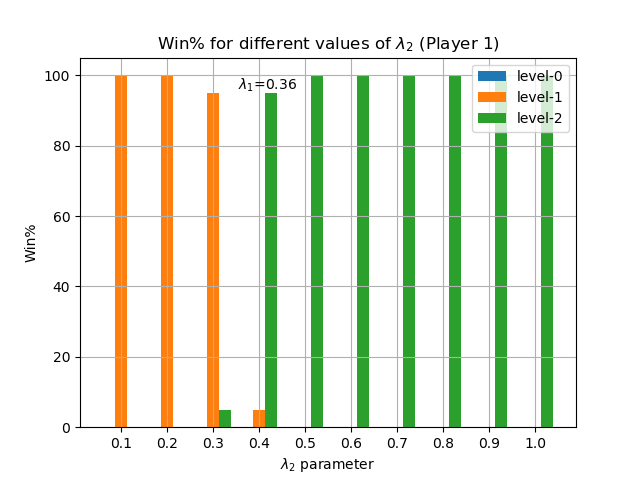 Win% for different values of λ₂ (Player 1)
100
80
60
40
20
0
Win%
λ₁=0.36
level-0
level-1
level-2
0.1 0.2 0.3 0.4 0.5 0.6 0.7 0.8 0.9 1.0
λ₂ parameter